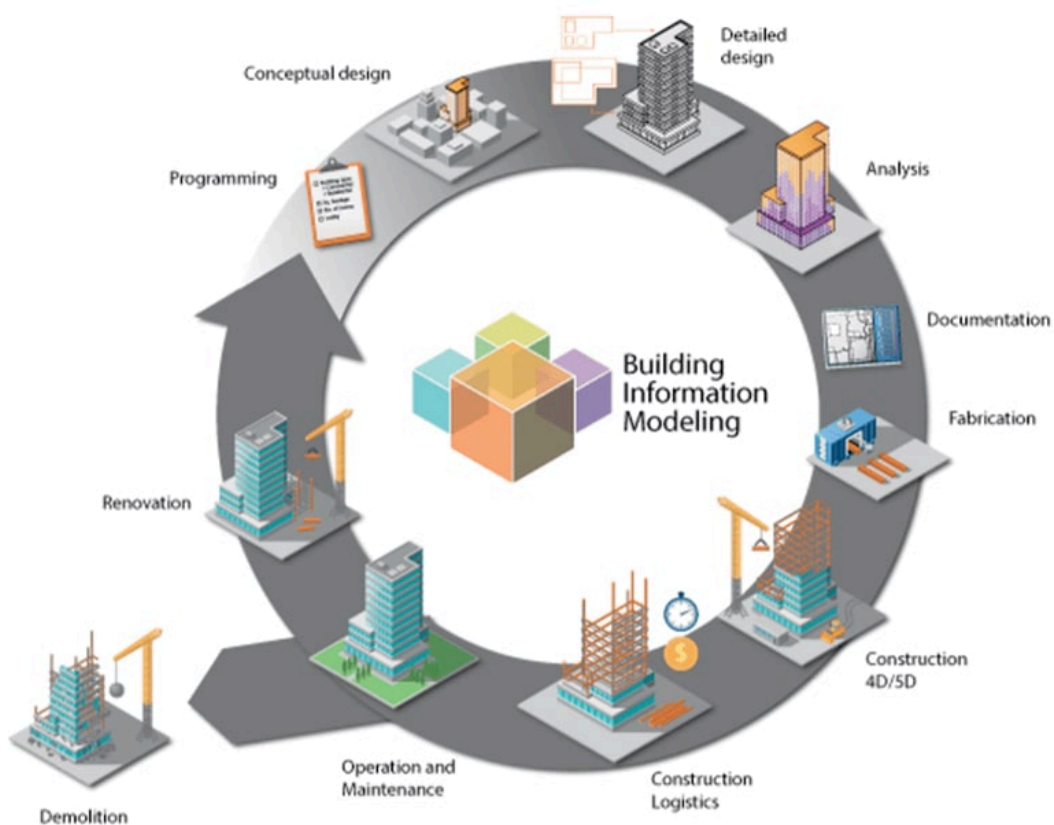 Conceptual design
Detailed
design
Programming
Analysis
Documentation
Building
Information
Modeling
Fabrication
Renovation
Construction
4D/5D
Operation and
Maintenance
Construction
Logistics
Demolition
$